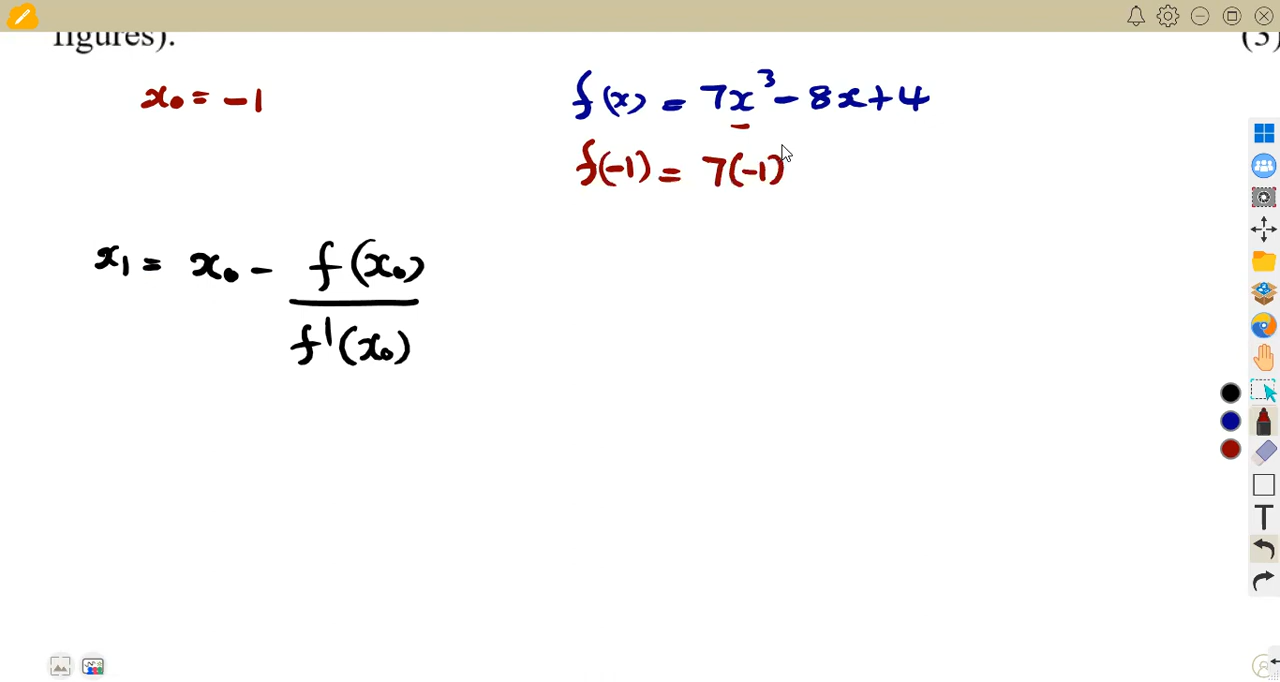 figures). (3)
x₀ = -1
f(x) = 7x³ - 8x + 4
f(-1) = 7(-1)
x₁ = x₀ - f(x₀)
f'(x₀)
T